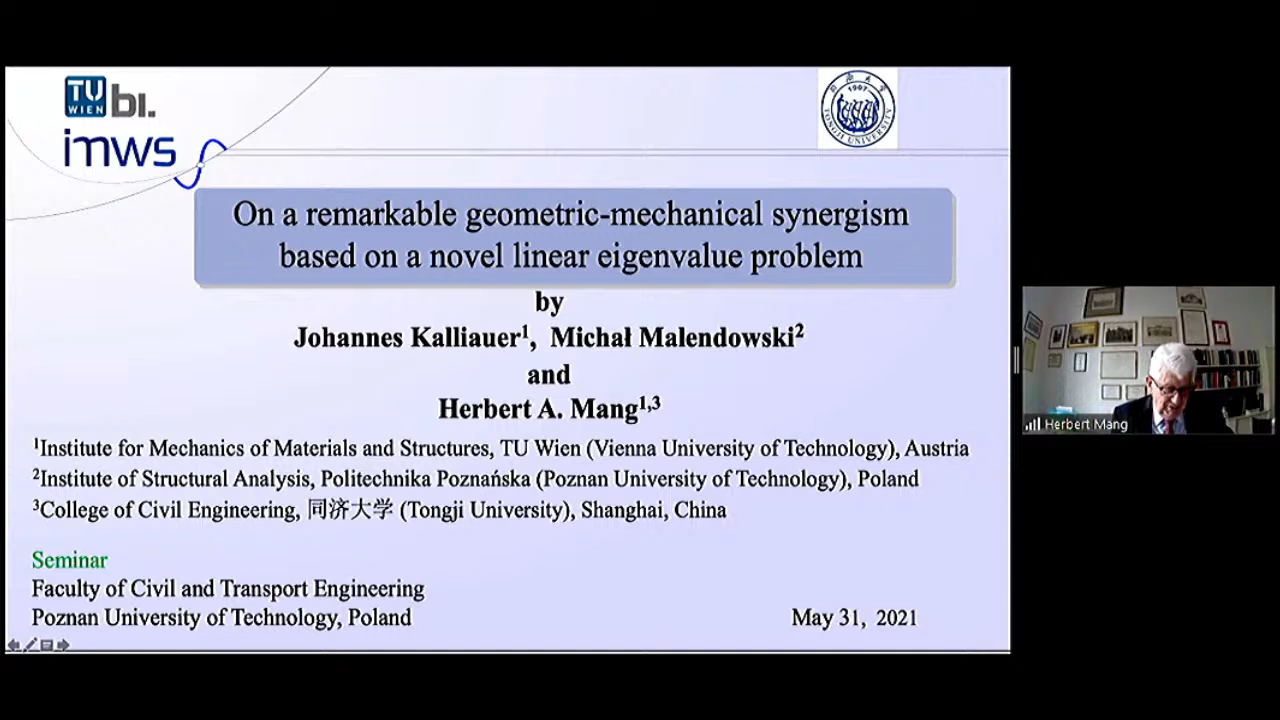 TU
WIEN
bi.
imws
1907
TONGJI UNIVERSITY
On a remarkable geometric-mechanical synergism
based on a novel linear eigenvalue problem
by
Johannes Kalliauer¹, Michał Malendowski²
and
Herbert A. Mang¹,³
¹Institute for Mechanics of Materials and Structures, TU Wien (Vienna University of Technology), Austria
²Institute of Structural Analysis, Politechnika Poznańska (Poznan University of Technology), Poland
³College of Civil Engineering, 同济大学 (Tongji University), Shanghai, China
Seminar
Faculty of Civil and Transport Engineering
Poznan University of Technology, Poland
May 31, 2021
Herbert Mang